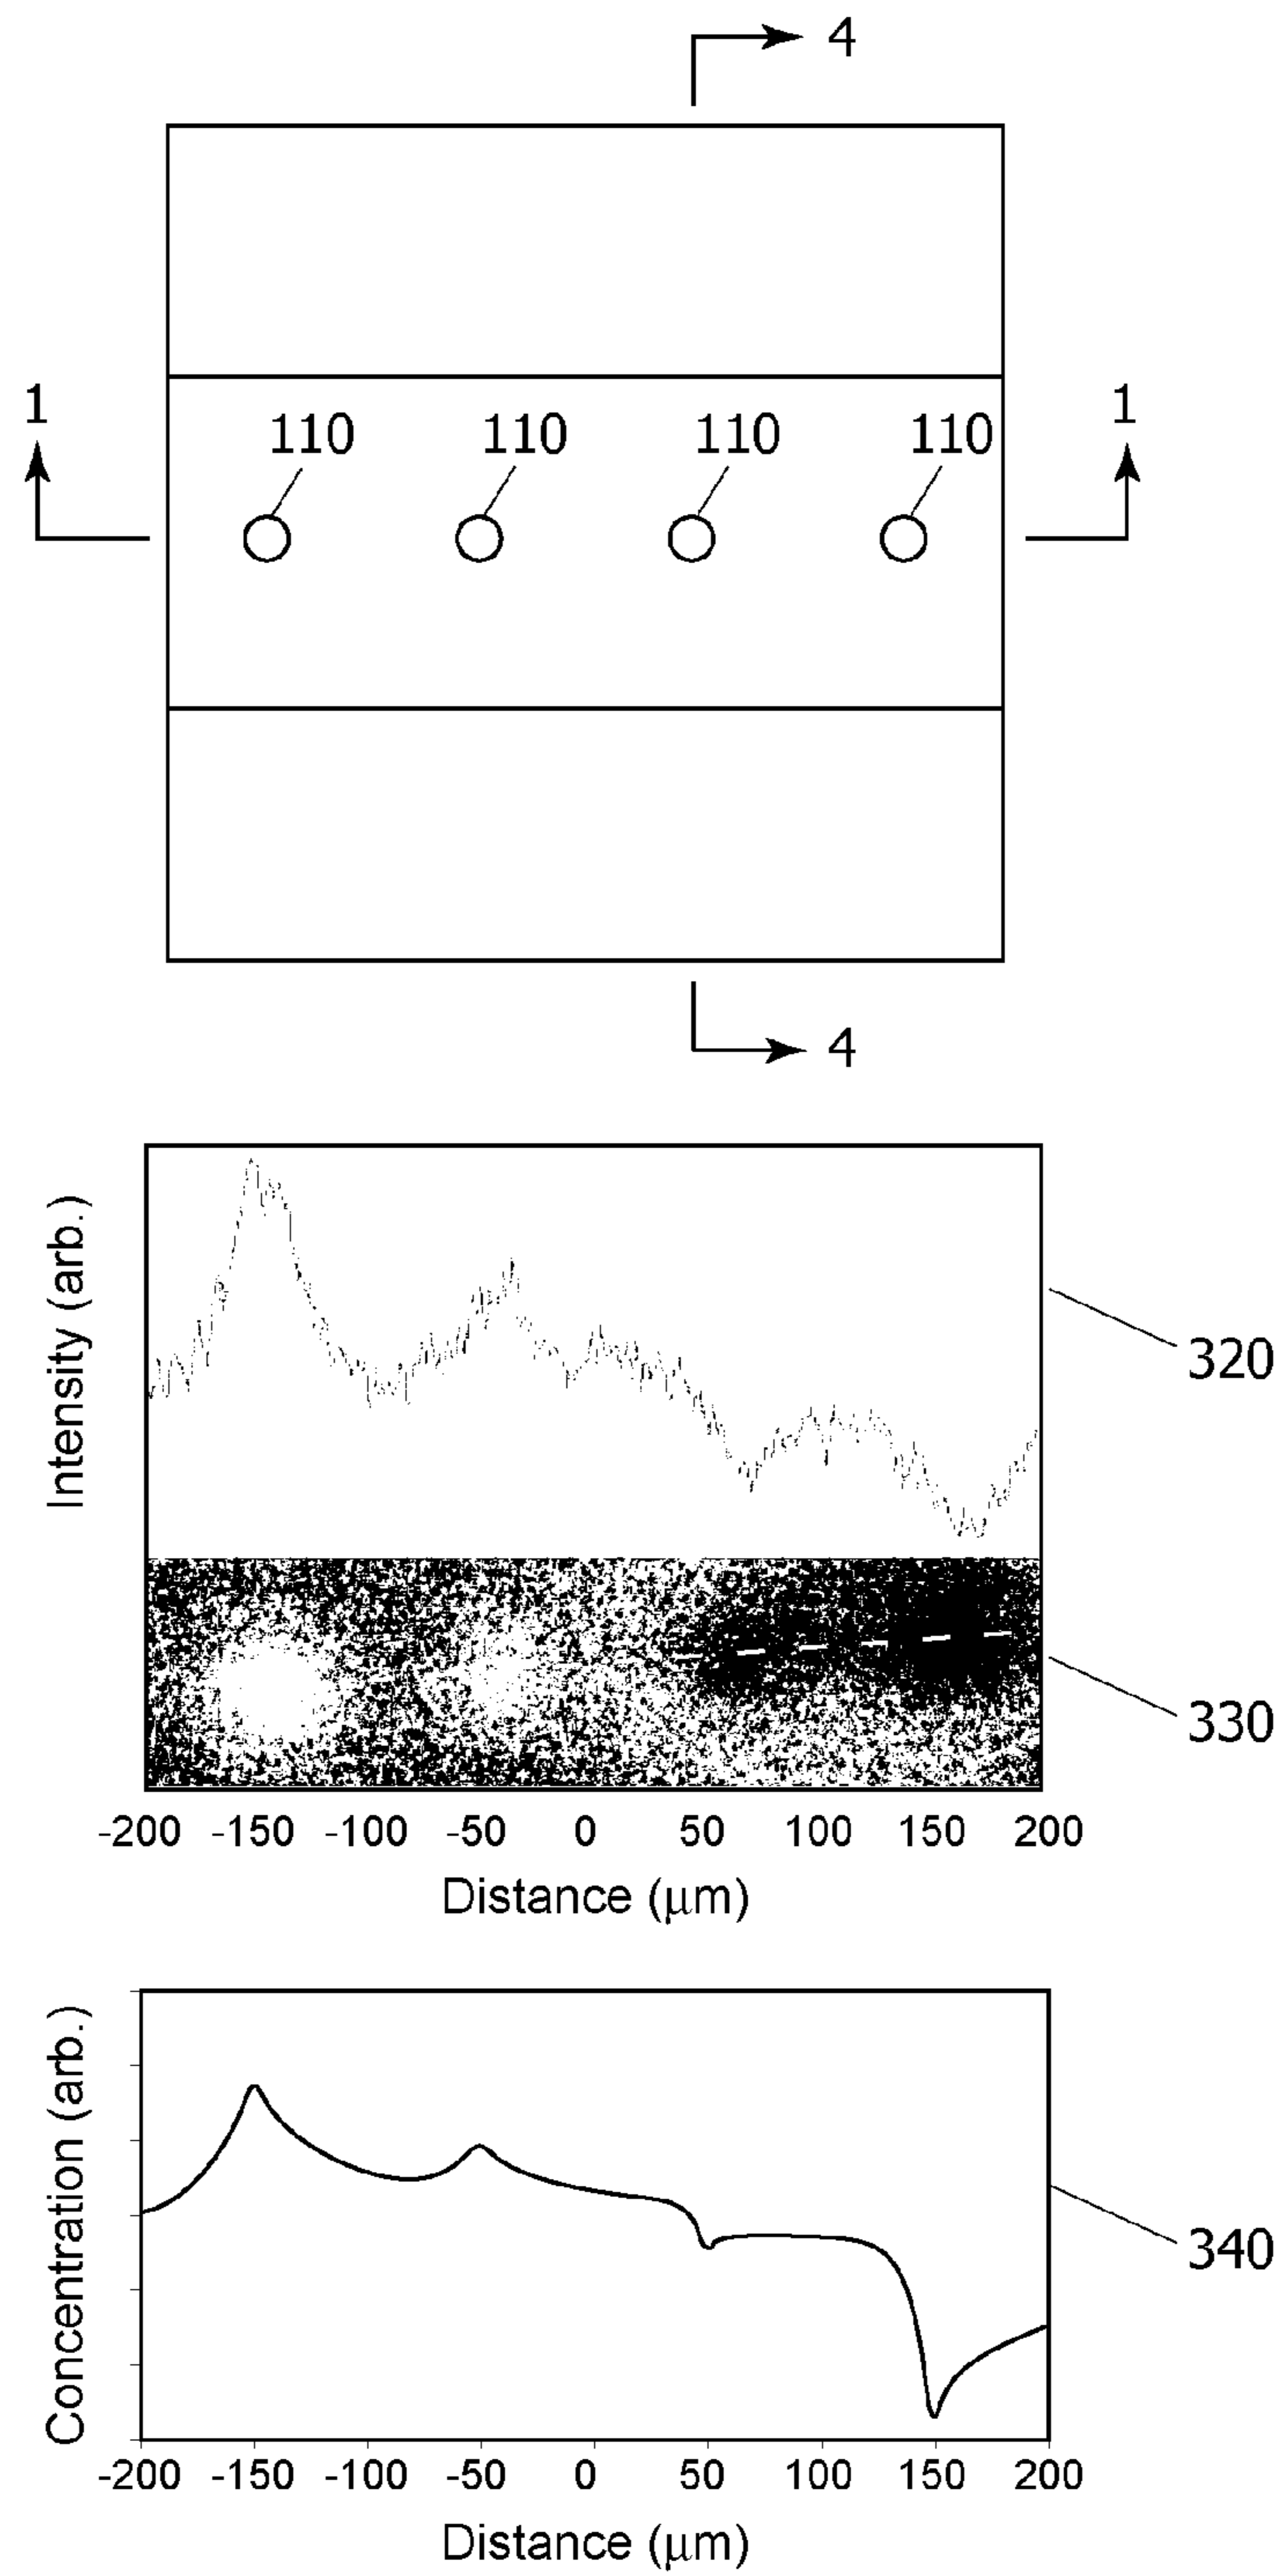 4
1 1
110 110 110 110
4
Intensity (arb.)
320
330
-200 -150 -100 -50 0 50 100 150 200
Distance (μm)
Concentration (arb.)
340
-200 -150 -100 -50 0 50 100 150 200
Distance (μm)